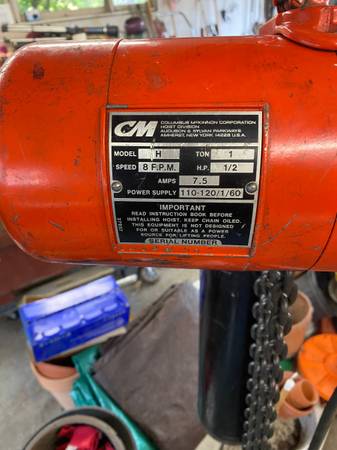 CM
COLUMBUS McKINNON CORPORATION
HOIST DIVISION
AUDUBON & SYLVAN PARKWAYS
AMHERST, NEW YORK 14228 U.S.A.
MODEL H TON 1
SPEED 8 F.P.M. H.P. 1/2
AMPS 7.5
POWER SUPPLY 110-120/1/60
IMPORTANT
READ INSTRUCTION BOOK BEFORE
INSTALLING HOIST. KEEP CHAIN OILED.
THIS EQUIPMENT IS NOT DESIGNED
FOR OR SUITABLE AS A POWER
SOURCE FOR LIFTING PEOPLE.
SERIAL NUMBER